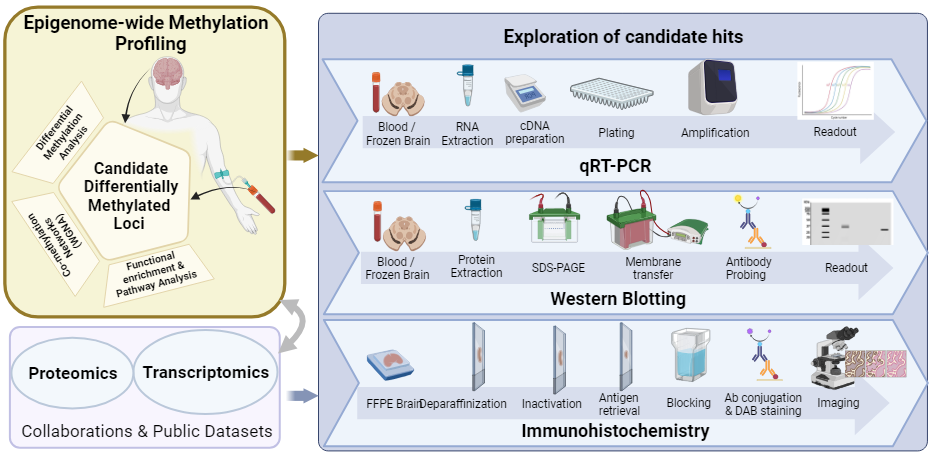 Epigenome-wide Methylation
Profiling
Differential
Methylation
Analysis
Candidate
Differentially
Methylated
Loci
Co-methylation
Networks
(WGNA)
Functional
enrichment &
Pathway Analysis
Proteomics
Transcriptomics
Collaborations & Public Datasets
Exploration of candidate hits
Blood /
Frozen Brain
RNA
Extraction
cDNA
preparation
Plating
Amplification
Readout
qRT-PCR
Blood /
Frozen Brain
Protein
Extraction
SDS-PAGE
Membrane
transfer
Antibody
Probing
Readout
Western Blotting
FFPE Brain
Deparaffinization
Inactivation
Antigen
retrieval
Blocking
Ab conjugation
& DAB staining
Imaging
Immunohistochemistry